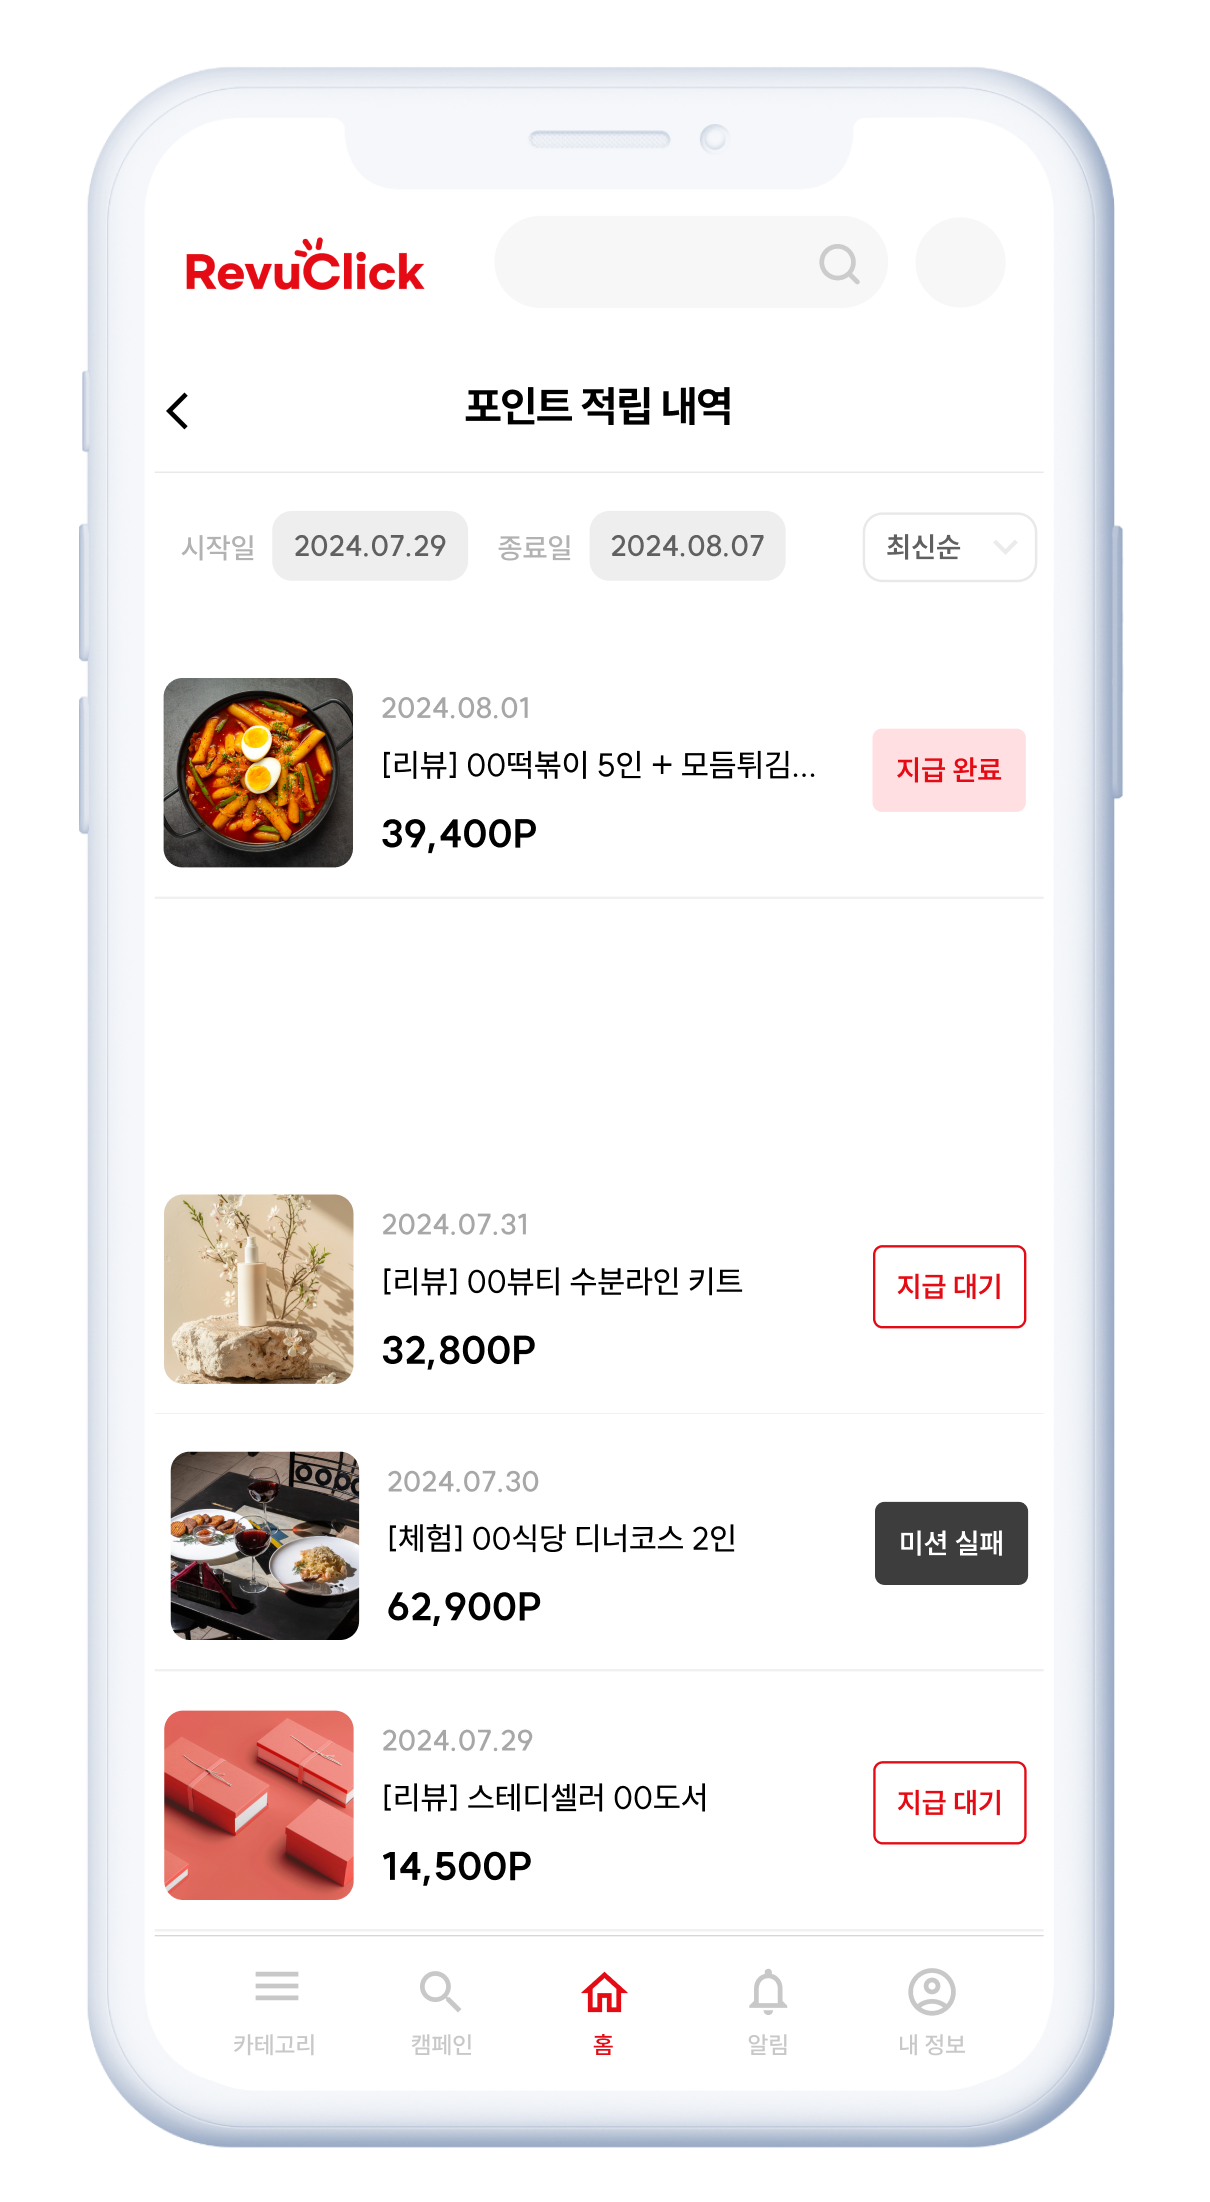 RevuClick
포인트 적립 내역
시작일 2024.07.29 종료일 2024.08.07 최신순
2024.08.01
[리뷰] 00떡볶이 5인 + 모듬튀김...
39,400P
지급 완료
2024.07.31
[리뷰] 00뷰티 수분라인 키트
32,800P
지급 대기
2024.07.30
[체험] 00식당 디너코스 2인
62,900P
미션 실패
2024.07.29
[리뷰] 스테디셀러 00도서
14,500P
지급 대기
카테고리 캠페인 홈 알림 내 정보